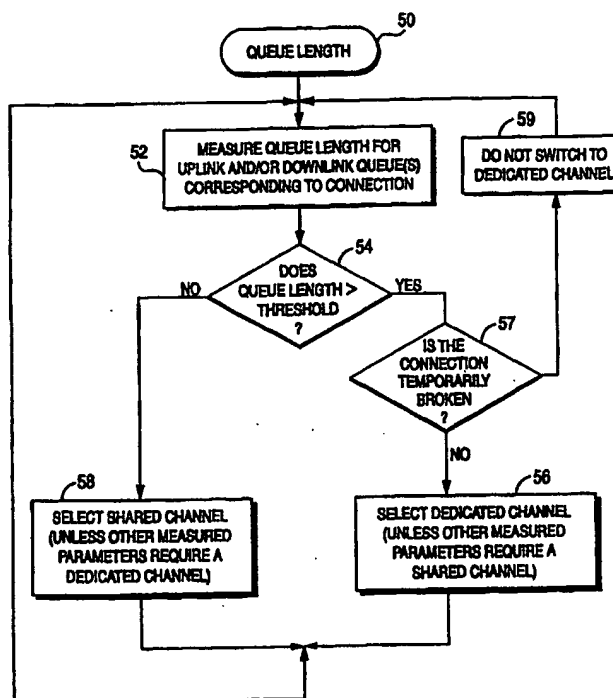 50
QUEUE LENGTH
59
52
MEASURE QUEUE LENGTH FOR
UPLINK AND/OR DOWNLINK QUEUE(S)
CORRESPONDING TO CONNECTION
DO NOT SWITCH TO
DEDICATED CHANNEL
54
DOES
QUEUE LENGTH >
THRESHOLD
?
NO
YES
57
IS THE
CONNECTION
TEMPORARILY
BROKEN
?
NO
58
SELECT SHARED CHANNEL
(UNLESS OTHER MEASURED
PARAMETERS REQUIRE A
DEDICATED CHANNEL)
56
SELECT DEDICATED CHANNEL
(UNLESS OTHER MEASURED
PARAMETERS REQUIRE A
SHARED CHANNEL)